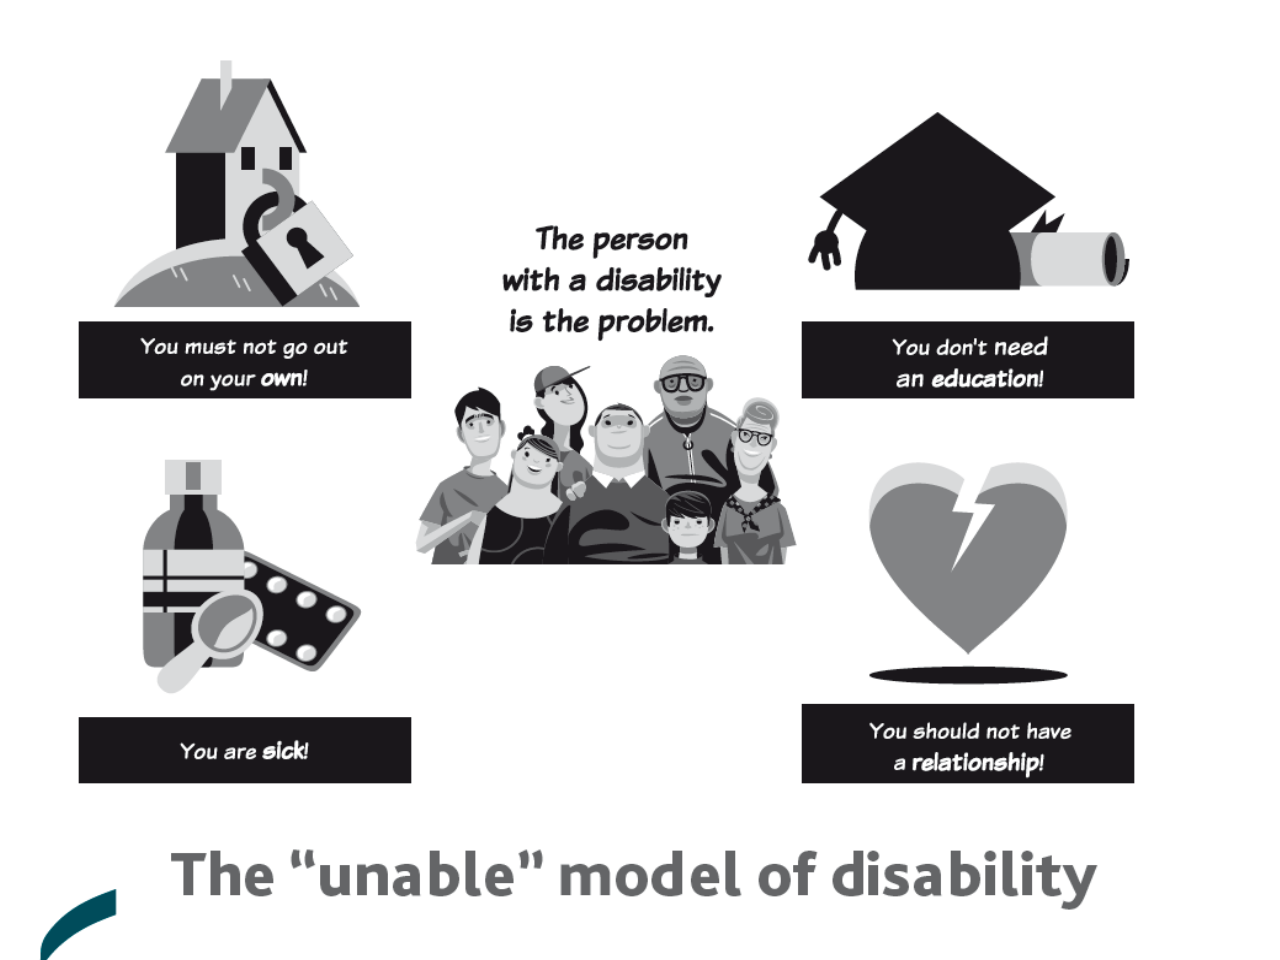 The person
with a disability
is the problem.
You must not go out
on your own!
You don't need
an education!
You are sick!
You should not have
a relationship!
The “unable” model of disability